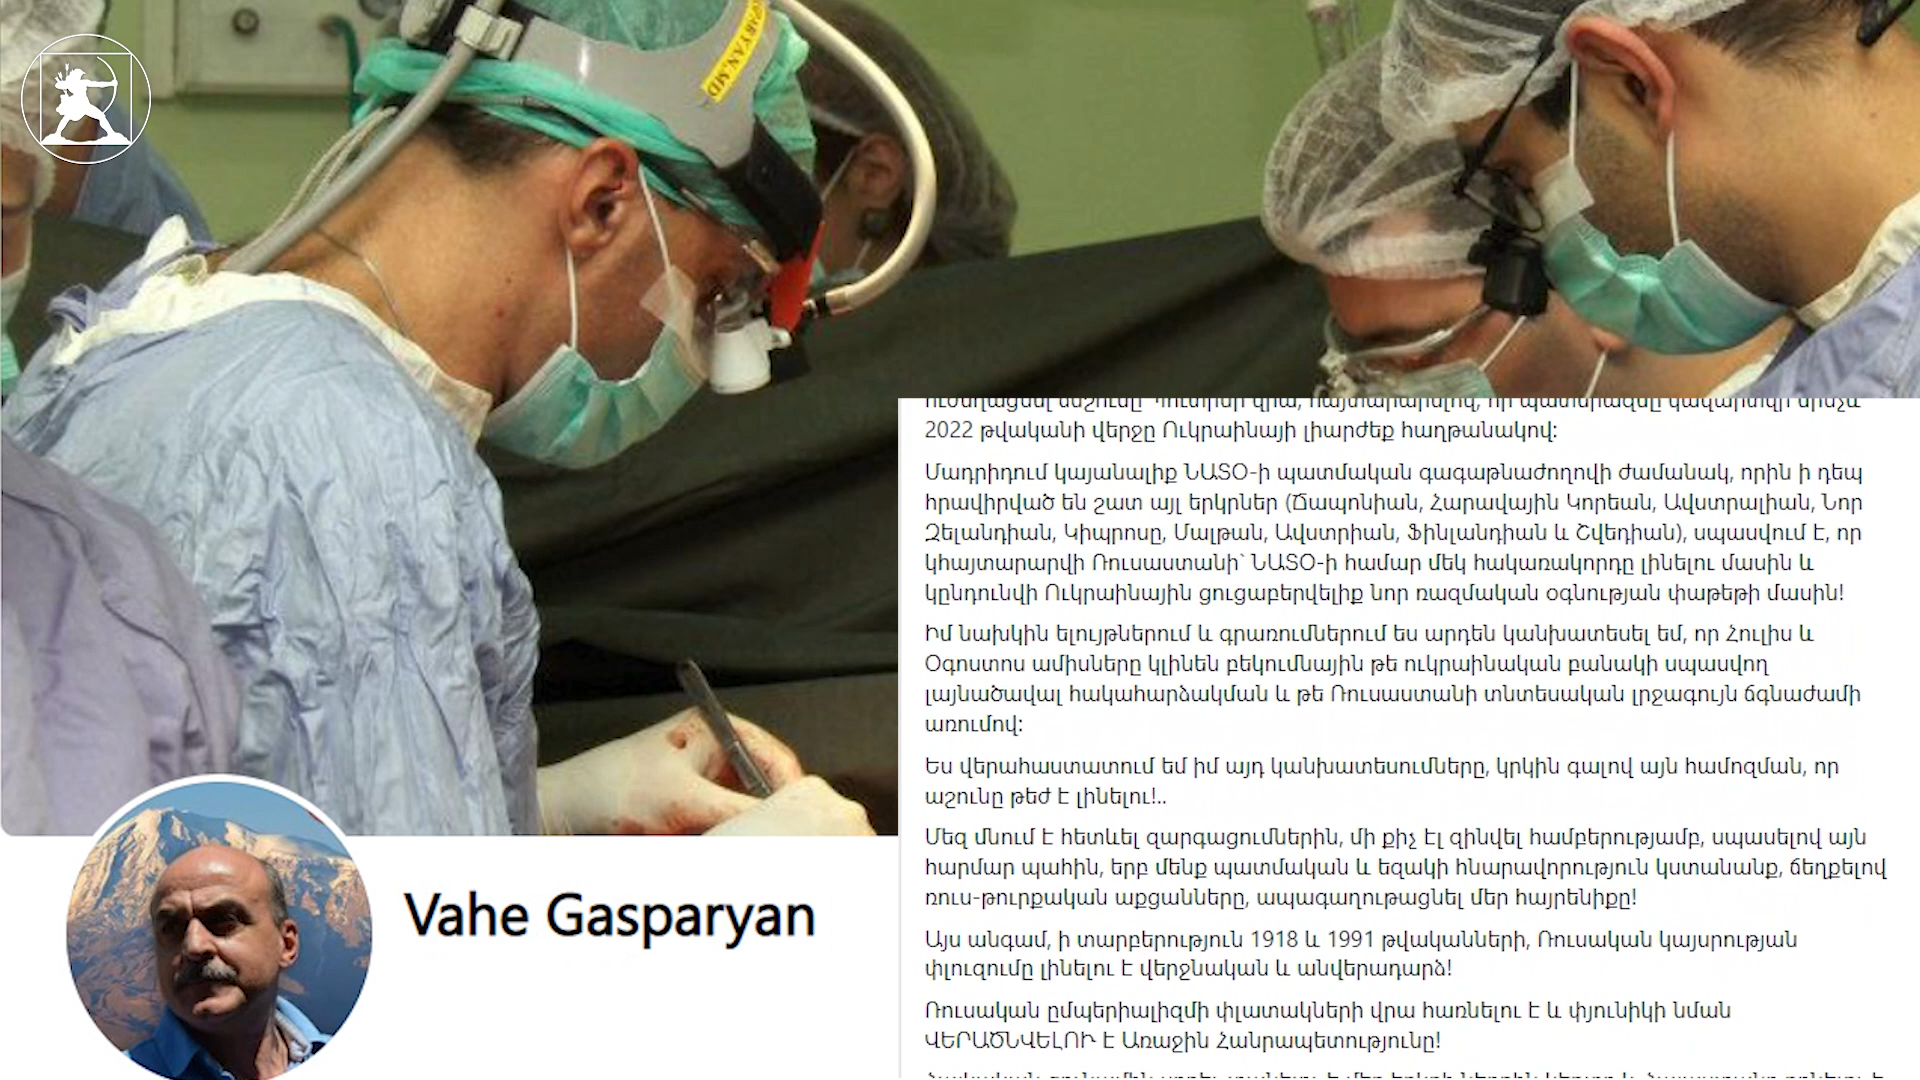 ARYAN.MD
Vahe Gasparyan
2022 թվականի վերջը Ուկրաինայի լիարժեք հաղթանակով:
Մադրիդում կայանալիք ՆԱՏՕ-ի պատմական գագաթնաժողովի ժամանակ, որին ի դեպ
հրավիրված են շատ այլ երկրներ (Ճապոնիան, Հարավային Կորեան, Ավստրալիան, Նոր
Զելանդիան, Կիպրոսը, Մալթան, Ավստրիան, Ֆինլանդիան և Շվեդիան), սպասվում է, որ
կհայտարարվի Ռուսաստանի՝ ՆԱՏՕ-ի համար մեկ հակառակորդը լինելու մասին և
կընդունվի Ուկրաինային ցուցաբերվելիք նոր ռազմական օգնության փաթեթի մասին!
Իմ նախկին ելույթներում և գրառումներում ես արդեն կանխատեսել եմ, որ Հուլիս և
Օգոստոս ամիսները կլինեն բեկումնային թե ուկրաինական բանակի սպասվող
լայնածավալ հակահարձակման և թե Ռուսաստանի տնտեսական լրջագույն ճգնաժամի
առումով:
Ես վերահաստատում եմ իմ այդ կանխատեսումները, կրկին գալով այն համոզման, որ
աշունը թեժ է լինելու!..
Մեզ մնում է հետևել զարգացումներին, մի քիչ էլ զինվել համբերությամբ, սպասելով այն
հարմար պահին, երբ մենք պատմական և եզակի հնարավորություն կստանանք, ճեղքելով
ռուս-թուրքական աքցանները, ապագաղութացնել մեր հայրենիքը!
Այս անգամ, ի տարբերություն 1918 և 1991 թվականների, Ռուսական կայսրության
փլուզումը լինելու է վերջնական և անվերադարձ!
Ռուսական ըմպերիալիզմի փլատակների վրա հառնելու է և փյունիկի նման
ՎԵՐԱԾՆՎԵԼՈՒ է Առաջին Հանրապետությունը!